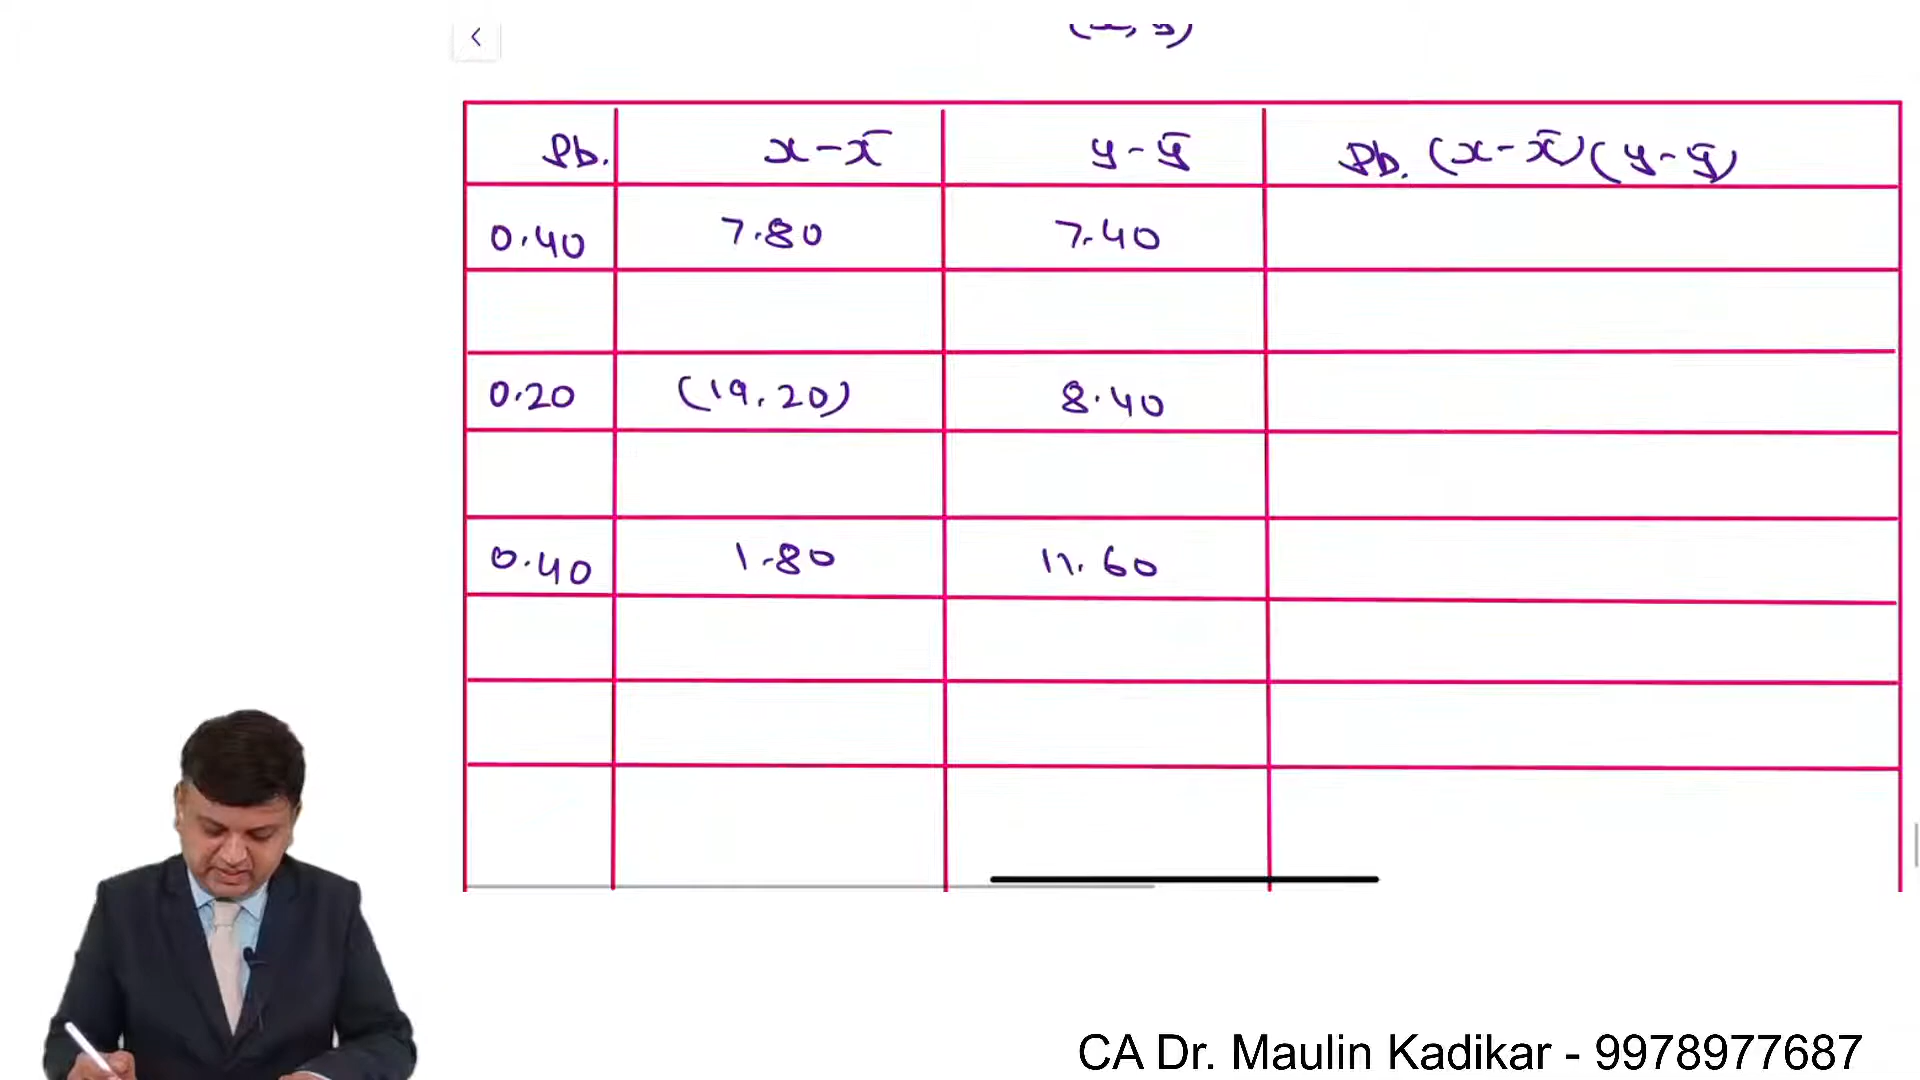 Pb. x-x̄ y-ȳ Pb. (x-x̄)(y-ȳ)
0.40 7.80 7.40
0.20 (19.20) 8.40
0.40 1.80 11.60
CA Dr. Maulin Kadikar - 9978977687